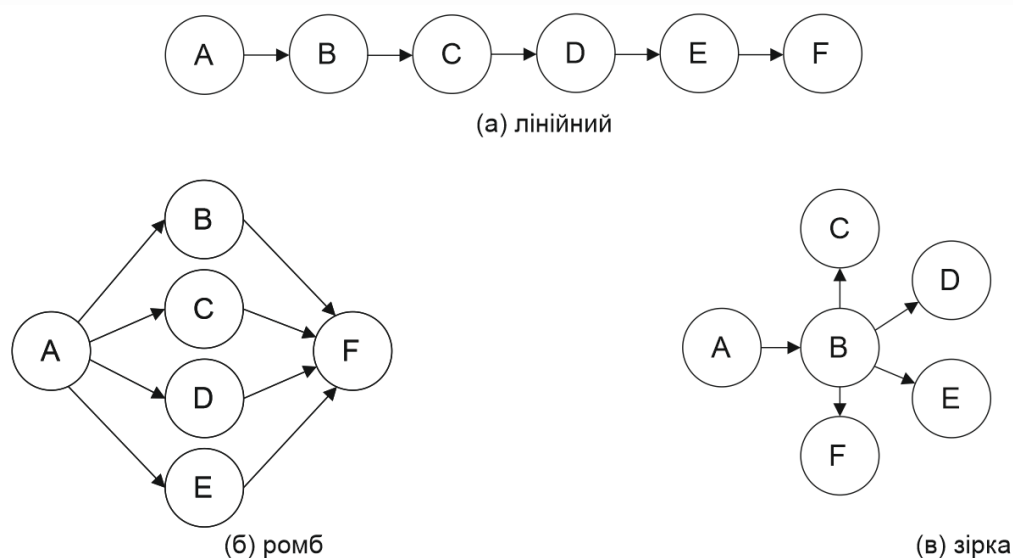 A B C D E F
(а) лінійний
B
C
A
F
D
E
(б) ромб
C
D
A
B
E
F
(в) зірка